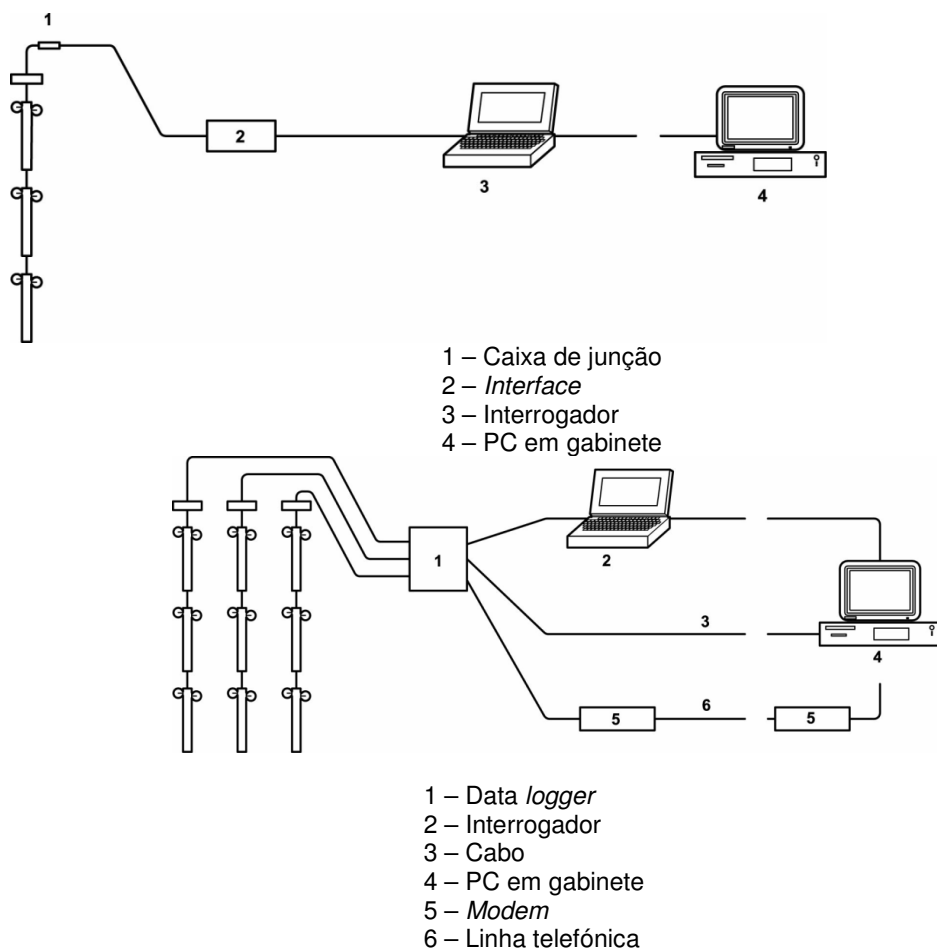 1
2
3
4
1 – Caixa de junção
2 – Interface
3 – Interrogador
4 – PC em gabinete
1
2
3
4
6
5
5
1 – Data logger
2 – Interrogador
3 – Cabo
4 – PC em gabinete
5 – Modem
6 – Linha telefónica